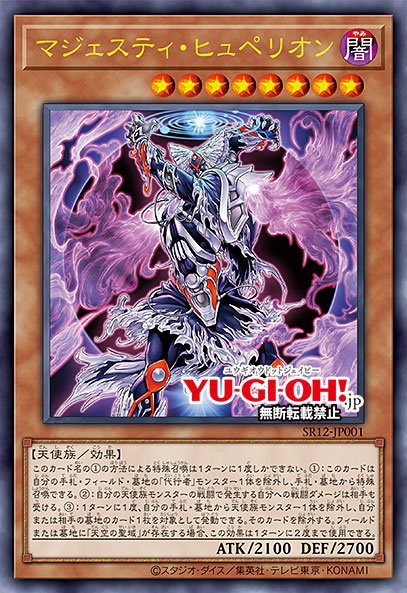 マジェスティ・ヒュペリオン
闇
やみ
ユウギオウドットジェイピー
YU-GI-OH!.jp
無断転載禁止
SR12-JP001
【天使族/効果】
このカード名の①の方法による特殊召喚は1ターンに1度しかできない。①:このカードは
自分の手札・フィールド・墓地の「代行者」モンスター1体を除外し、手札・墓地から特殊
召喚できる。②:自分の天使族モンスターの戦闘で発生する自分への戦闘ダメージは相手も
受ける。③:1ターンに1度、自分の手札・墓地から天使族モンスター1体を除外し、自分
または相手の墓地のカード1枚を対象として発動できる。そのカードを除外する。フィールド
または墓地に「天空の聖域」が存在する場合、この効果は1ターンに2度まで使用できる。
ATK/2100 DEF/2700
©スタジオ・ダイス/集英社・テレビ東京・KONAMI